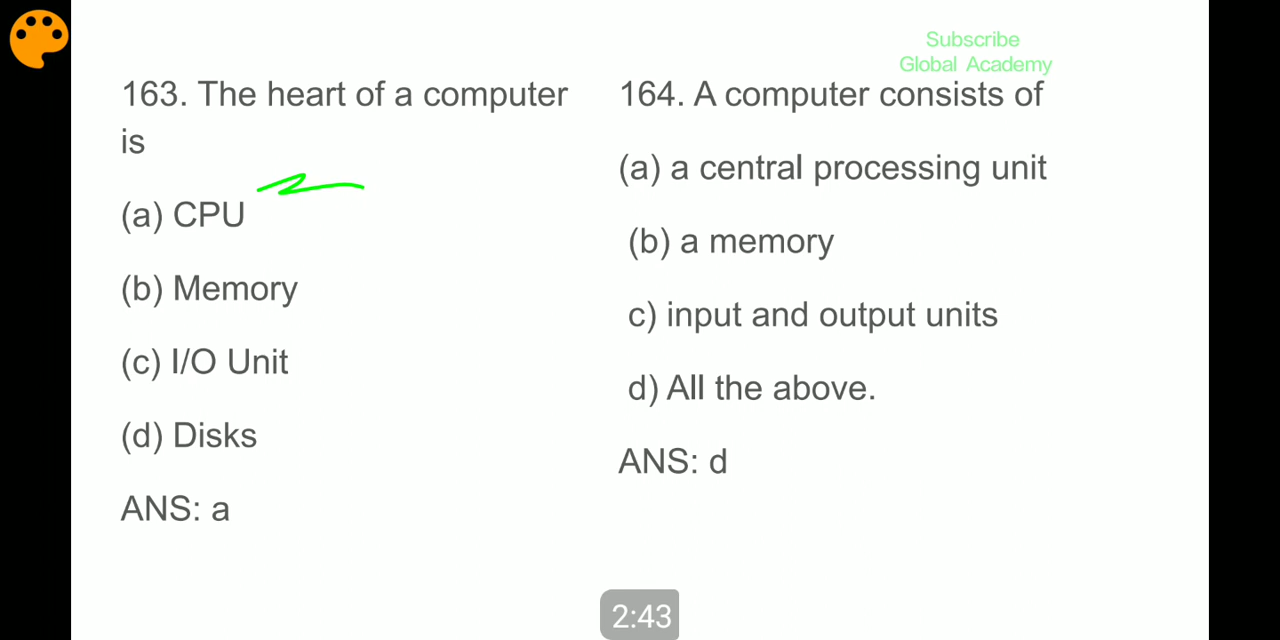 Subscribe
Global Academy
163. The heart of a computer
is
(a) CPU
(b) Memory
(c) I/O Unit
(d) Disks
ANS: a
164. A computer consists of
(a) a central processing unit
(b) a memory
c) input and output units
d) All the above.
ANS: d
2:43